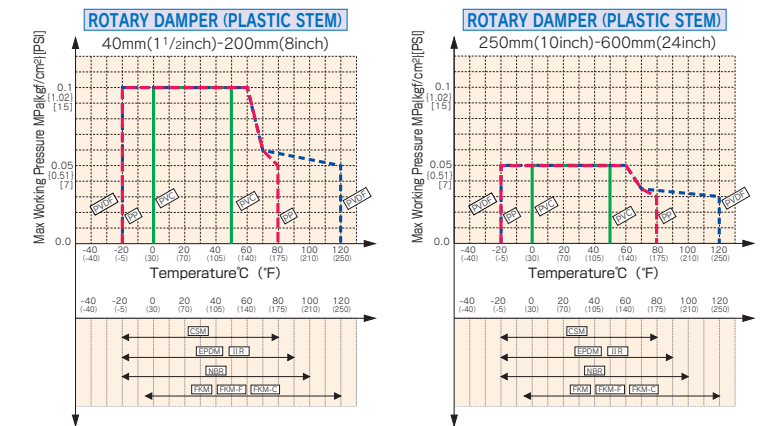 ROTARY DAMPER (PLASTIC STEM)
40mm(1 1/2inch)-200mm(8inch)
Max Working Pressure MPa{kgf/cm²}[PSI]
0.1
{1.02}
[15]
0.05
{0.51}
[7]
0.0
PVDF
PP
PVC
PVC
PP
PVDF
-40 -20 0 20 40 60 80 100 120
(-40) (-5) (30) (70) (105) (140) (175) (210) (250)
Temperature℃ (℉)
-40 -20 0 20 40 60 80 100 120
(-40) (-5) (30) (70) (105) (140) (175) (210) (250)
CSM
EPDM IIR
NBR
FKM FKM-F FKM-C
ROTARY DAMPER (PLASTIC STEM)
250mm(10inch)-600mm(24inch)
Max Working Pressure MPa{kgf/cm²}[PSI]
0.1
{1.02}
[15]
0.05
{0.51}
[7]
0.0
PVDF
PP
PVC
PVC
PP
PVDF
-40 -20 0 20 40 60 80 100 120
(-40) (-5) (30) (70) (105) (140) (175) (210) (250)
Temperature℃ (℉)
-40 -20 0 20 40 60 80 100 120
(-40) (-5) (30) (70) (105) (140) (175) (210) (250)
CSM
EPDM IIR
NBR
FKM FKM-F FKM-C